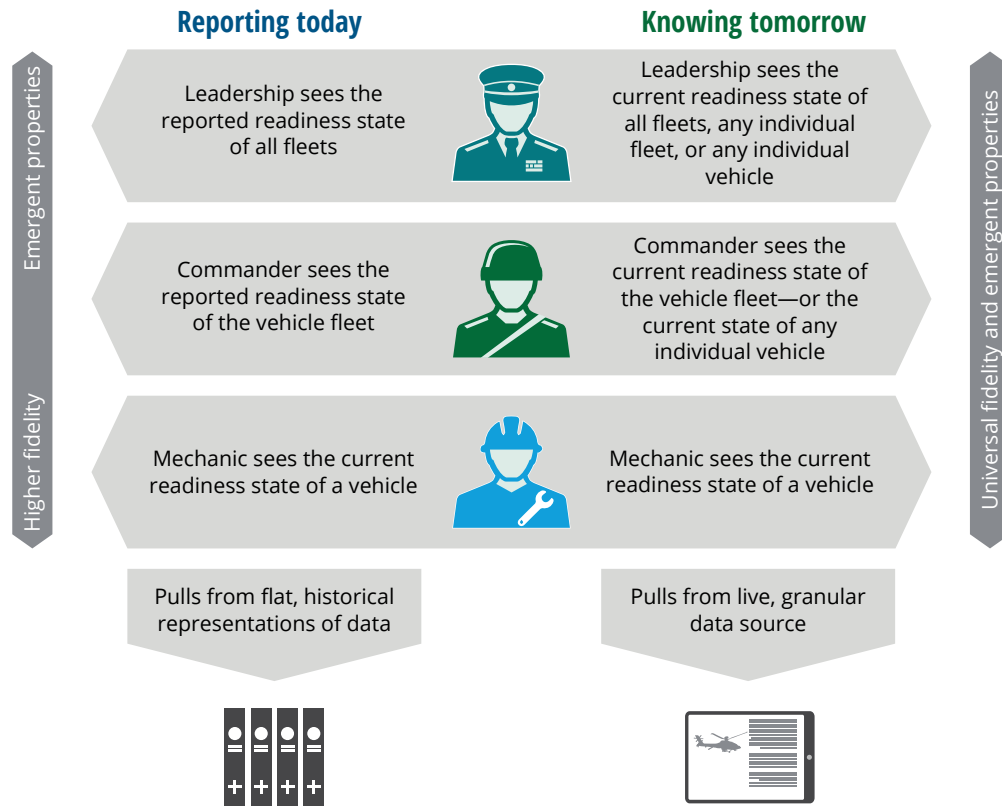 Reporting today
Knowing tomorrow
Emergent properties
Higher fidelity
Leadership sees the
reported readiness state
of all fleets
Leadership sees the
current readiness state of
all fleets, any individual
fleet, or any individual
vehicle
Commander sees the
reported readiness state
of the vehicle fleet
Commander sees the
current readiness state of
the vehicle fleet—or the
current state of any
individual vehicle
Mechanic sees the current
readiness state of a vehicle
Mechanic sees the current
readiness state of a vehicle
Universal fidelity and emergent properties
Pulls from flat, historical
representations of data
Pulls from live, granular
data source